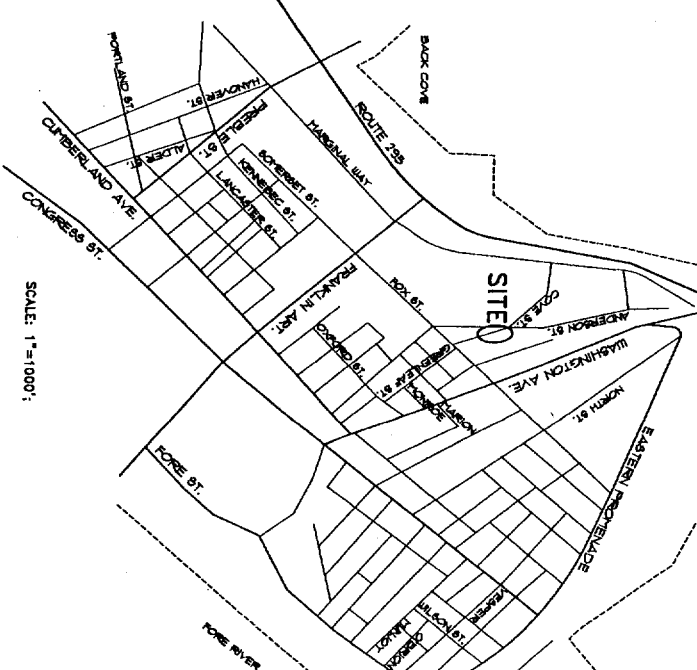 BACK COVE
ROUTE 295
PORTLAND ST.
HANOVER ST.
PREBLE ST.
MARGINAL WAY
ALDER ST.
SOMERSET ST.
KENNEBEC ST.
LANCASTER ST.
CUMBERLAND AVE.
CONGRESS ST.
FRANKLIN ART.
FOX ST.
SITE
COVE ST.
ANDERSON ST.
WASHINGTON AVE.
OXFORD ST.
GREENLEAF ST.
MONROE
MARION
NORTH ST.
EASTERN PROMENADE
SCALE: 1"=1000';
FORE ST.
FORE RIVER
VESPER
WILSON ST.
MUNJOY